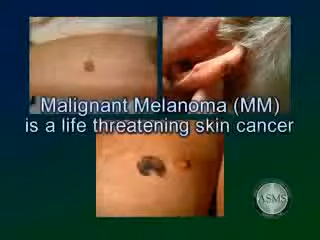 Malignant Melanoma (MM)
is a life threatening skin cancer
ASMS